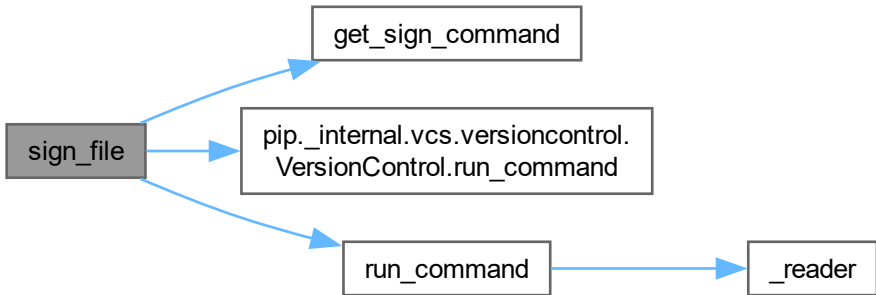 get_sign_command
sign_file
pip._internal.vcs.versioncontrol.
VersionControl.run_command
run_command
_reader